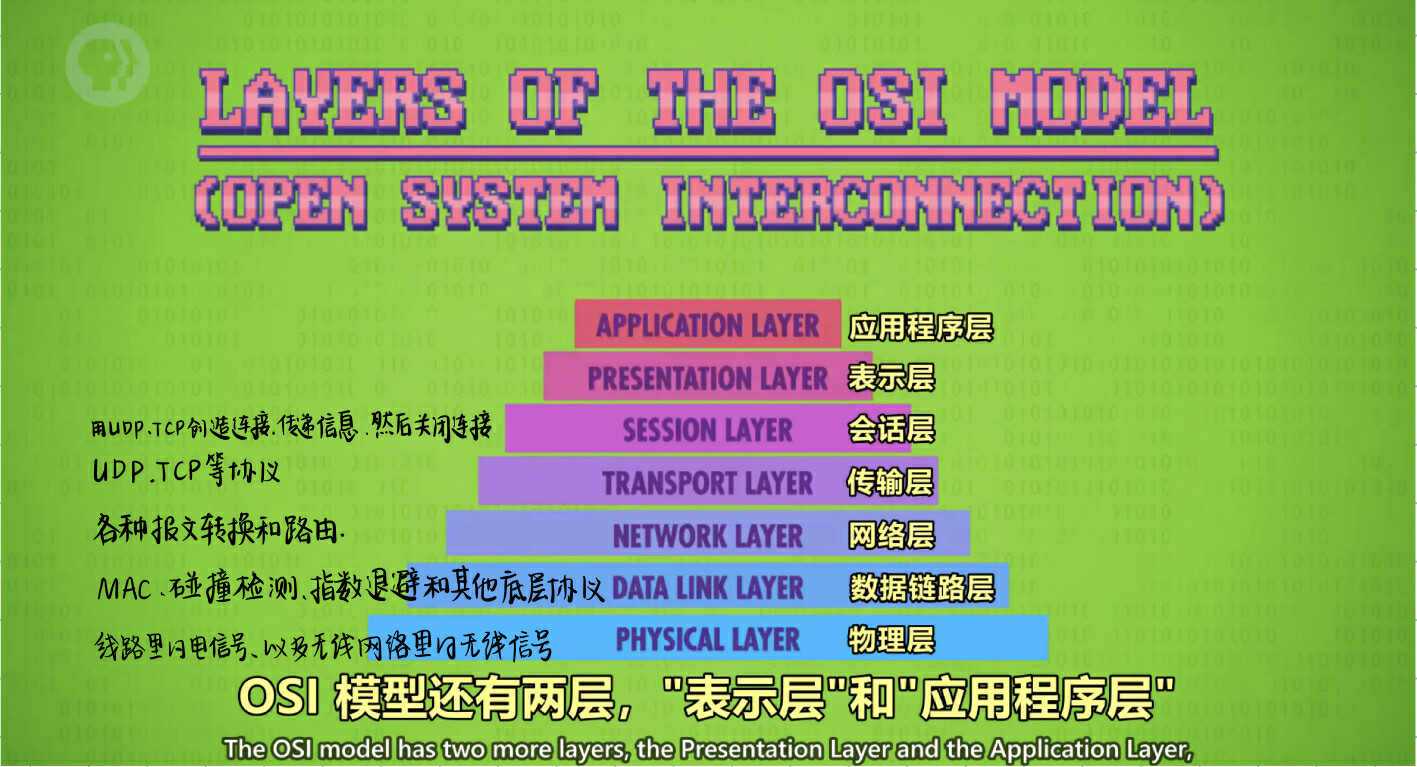 LAYERS OF THE OSI MODEL
(OPEN SYSTEM INTERCONNECTION)
APPLICATION LAYER 应用程序层
PRESENTATION LAYER 表示层
用UDP、TCP创造连接、传递信息、然后关闭连接 SESSION LAYER 会话层
UDP、TCP等协议 TRANSPORT LAYER 传输层
各种报文转换和路由. NETWORK LAYER 网络层
MAC、碰撞检测、指数退避和其他底层协议 DATA LINK LAYER 数据链路层
线路里的电信号、以及无线网络里的无线信号 PHYSICAL LAYER 物理层
OSI 模型还有两层，"表示层"和"应用程序层"
The OSI model has two more layers, the Presentation Layer and the Application Layer,